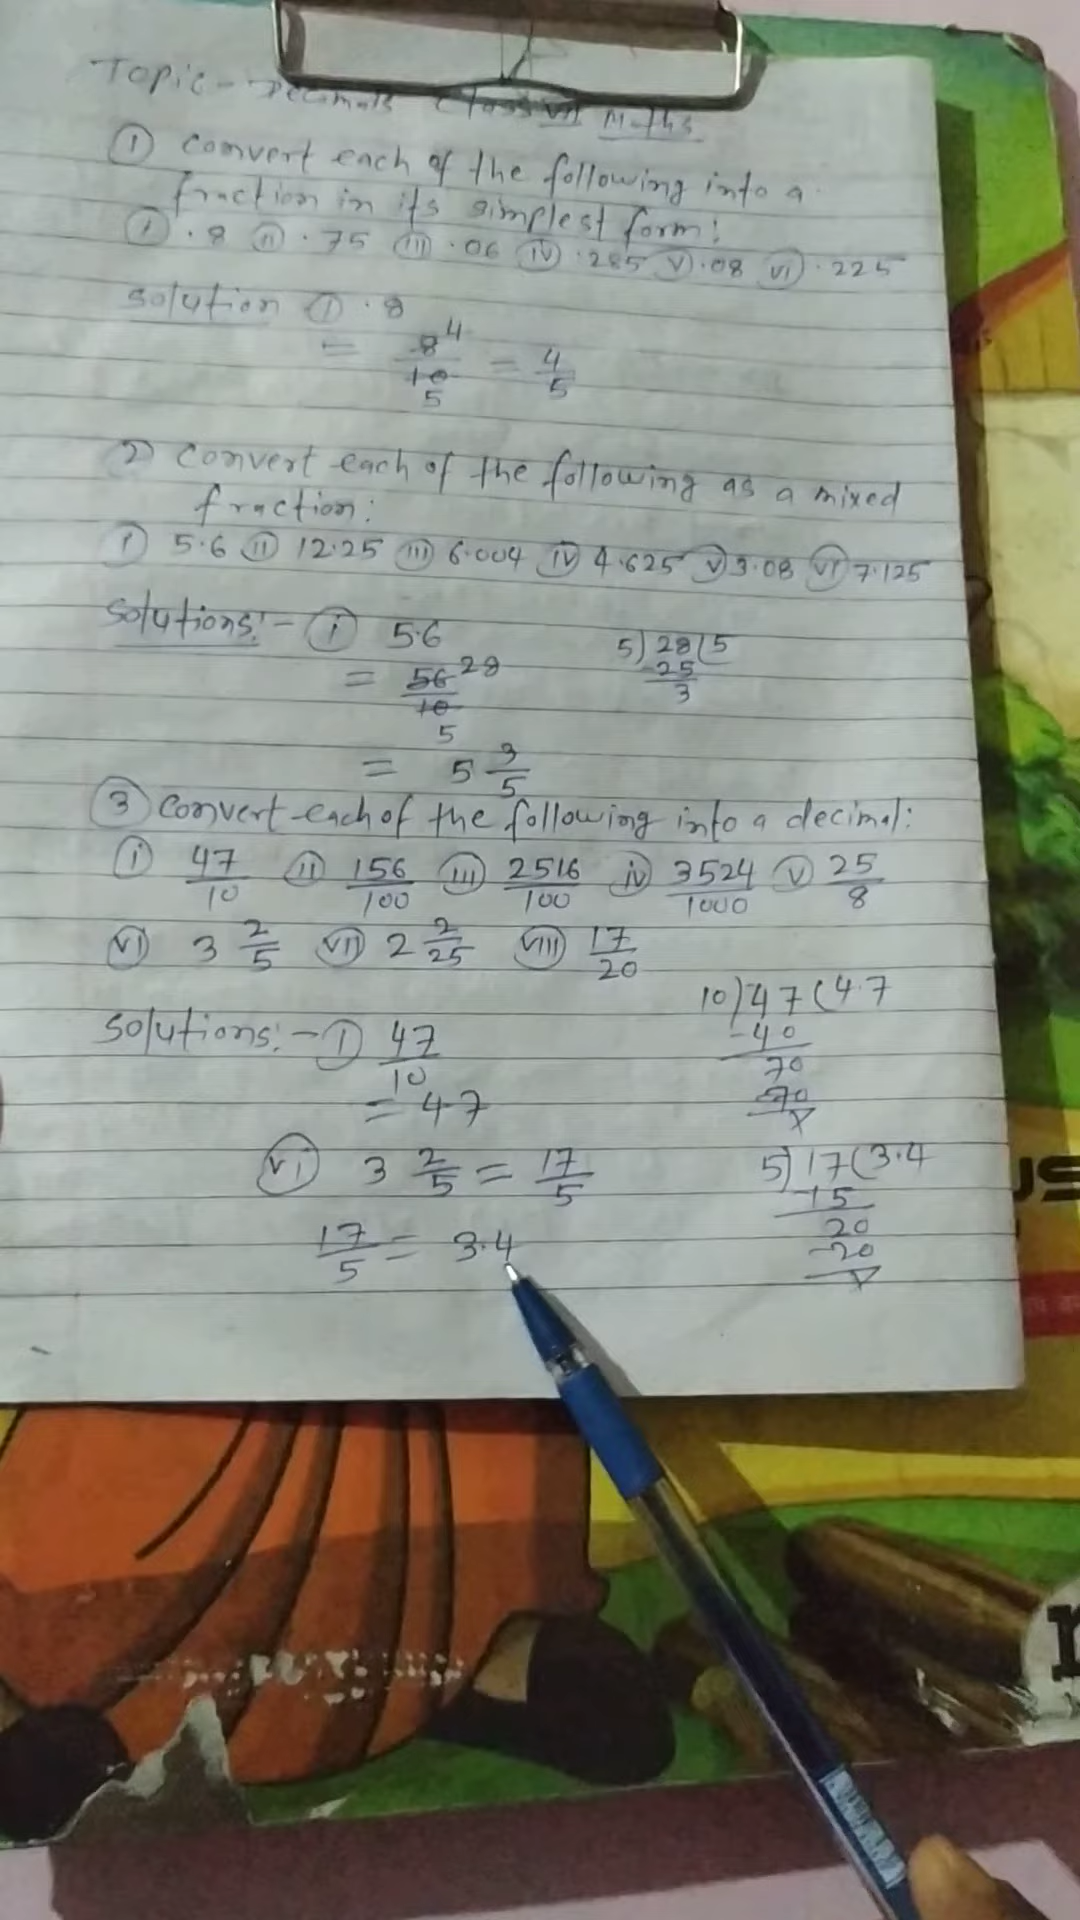 Topic - Decimals Class VI Maths
① Convert each of the following into a
fraction in its simplest form:
(i) .8 (ii) .75 (iii) .06 (iv) .285 (v) .08 (vi) .225
Solution (i) .8
= 8/10 4 5 = 4/5
2) Convert each of the following as a mixed
fraction:
(i) 5.6 (ii) 12.25 (iii) 6.004 (iv) 4.625 (v) 3.08 (vi) 7.125
Solutions:- (i) 5.6
= 56/10 28 5
= 5 3/5
5) 28 (5
-25
3
③ Convert each of the following into a decimal:
(i) 47/10 (ii) 156/100 (iii) 2516/100 (iv) 3524/1000 (v) 25/8
(vi) 3 2/5 (vii) 2 2/25 (viii) 17/20
Solutions:- (i) 47/10
= 4.7
10) 47 (4.7
-40
70
-70
(vi) 3 2/5 = 17/5
17/5 = 3.4
5) 17 (3.4
-15
20
-20